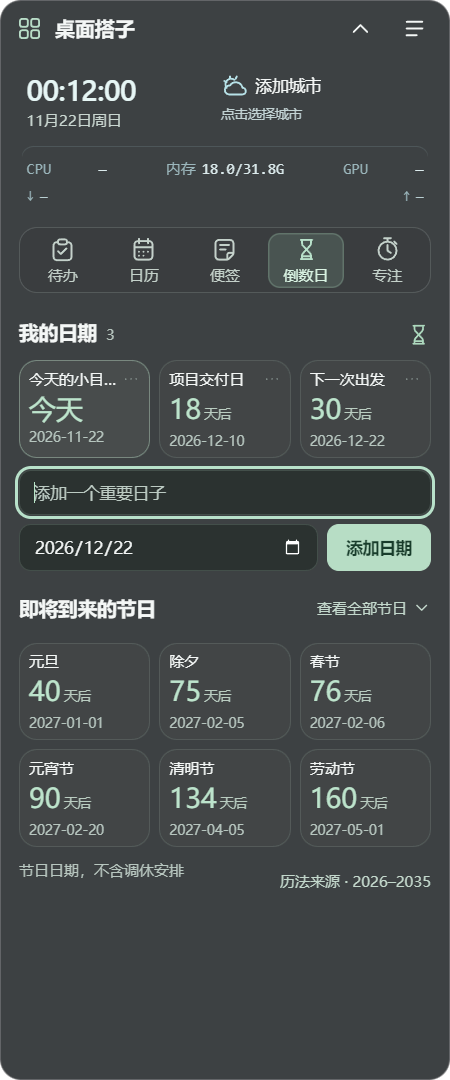 桌面搭子
00:12:00
11月22日周日
添加城市
点击选择城市
CPU – 内存 18.0/31.8G GPU –
↓ – ↑ –
待办 日历 便签 倒数日 专注
我的日期 3
今天的小目... ···
今天
2026-11-22
项目交付日 ···
18 天后
2026-12-10
下一次出发 ···
30 天后
2026-12-22
添加一个重要日子
2026/12/22
添加日期
即将到来的节日
查看全部节日
元旦
40 天后
2027-01-01
除夕
75 天后
2027-02-05
春节
76 天后
2027-02-06
元宵节
90 天后
2027-02-20
清明节
134 天后
2027-04-05
劳动节
160 天后
2027-05-01
节日日期，不含调休安排
历法来源 · 2026–2035